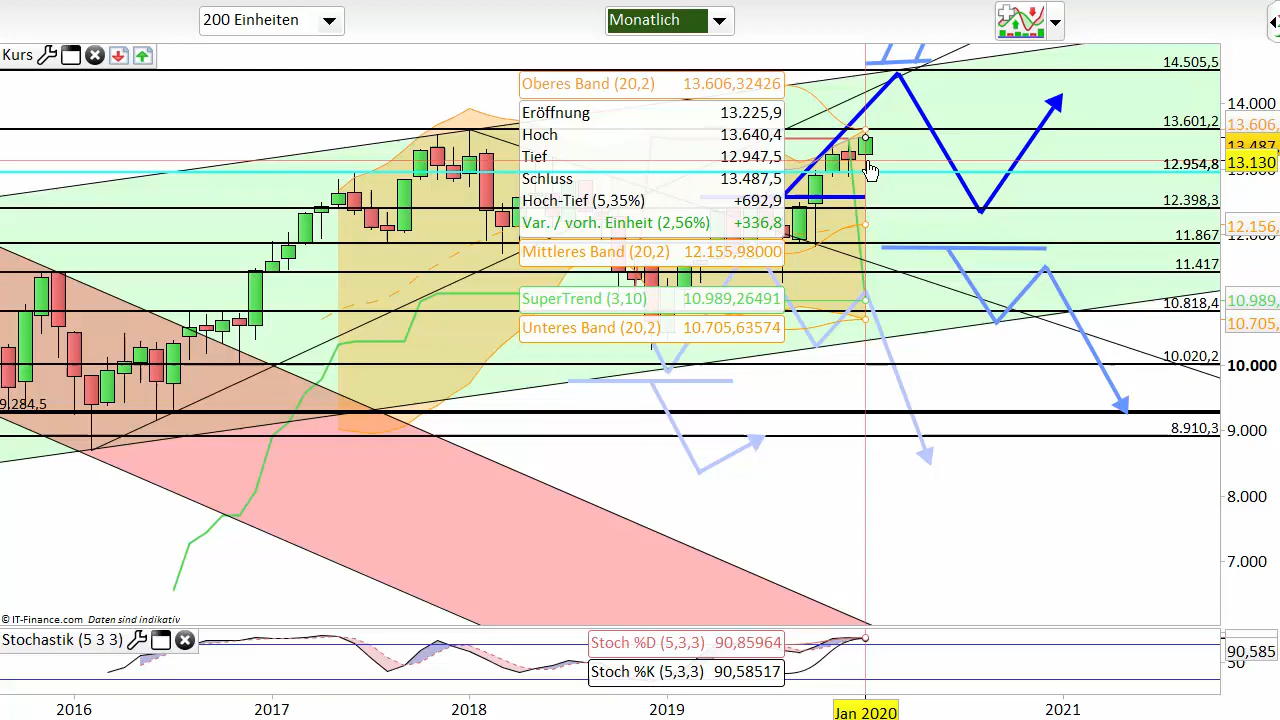 200 Einheiten
Monatlich
Kurs
Oberes Band (20,2) 13.606,32426
Eröffnung 13.225,9
Hoch 13.640,4
Tief 12.947,5
Schluss 13.487,5
Hoch-Tief (5,35%) +692,9
Var. / vorh. Einheit (2,56%) +336,8
Mittleres Band (20,2) 12.155,98000
SuperTrend (3,10) 10.989,26491
Unteres Band (20,2) 10.705,63574
14.505,5
14.000
13.601,2
13.606,
13.487,
13.130
12.954,8
12.398,3
12.156,
11.867
11.417
10.818,4
10.989,
10.705,
10.020,2
10.000
9.284,5
8.910,3
9.000
8.000
7.000
© IT-Finance.com Daten sind indikativ
Stochastik (5 3 3)
Stoch %D (5,3,3) 90,85964
Stoch %K (5,3,3) 90,58517
90,585
2016
2017
2018
2019
Jan 2020
2021